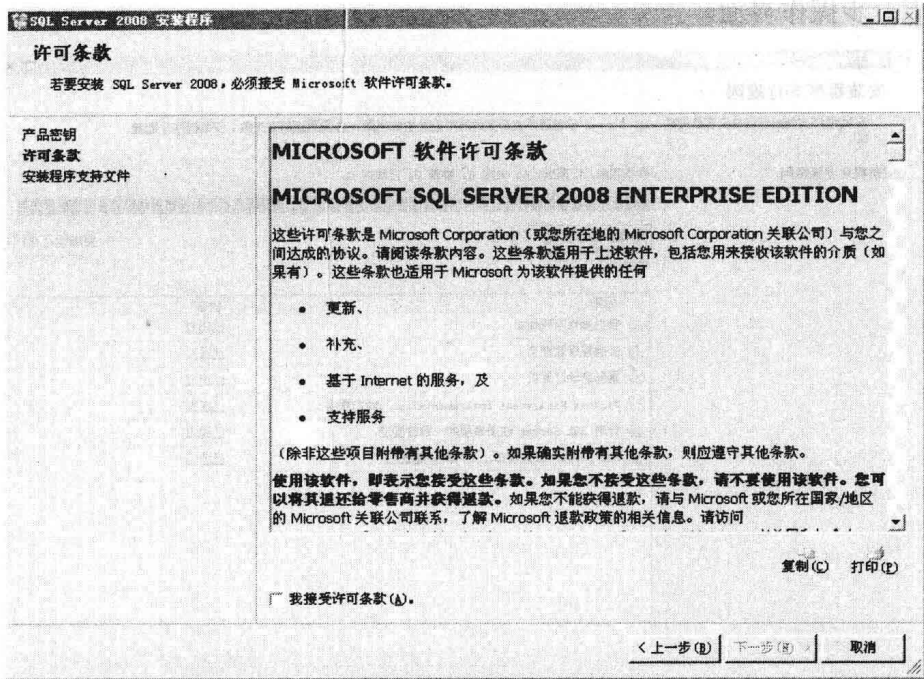 SQL Server 2008 安装程序
许可条款
若要安装 SQL Server 2008，必须接受 Microsoft 软件许可条款。
产品密钥
许可条款
安装程序支持文件
MICROSOFT 软件许可条款
MICROSOFT SQL SERVER 2008 ENTERPRISE EDITION
这些许可条款是 Microsoft Corporation（或您所在地的 Microsoft Corporation 关联公司）与您之
间达成的协议。请阅读条款内容。这些条款适用于上述软件，包括您用来接收该软件的介质（如
果有）。这些条款也适用于 Microsoft 为该软件提供的任何
• 更新、
• 补充、
• 基于 Internet 的服务，及
• 支持服务
（除非这些项目附带有其他条款）。如果确实附带有其他条款，则应遵守其他条款。
使用该软件，即表示您接受这些条款。如果您不接受这些条款，请不要使用该软件。您可
以将其退还给零售商并获得退款。如果您不能获得退款，请与 Microsoft 或您所在国家/地区
的 Microsoft 关联公司联系，了解 Microsoft 退款政策的相关信息。请访问
复制(C) 打印(P)
我接受许可条款(A)。
< 上一步(B) 下一步(N) > 取消